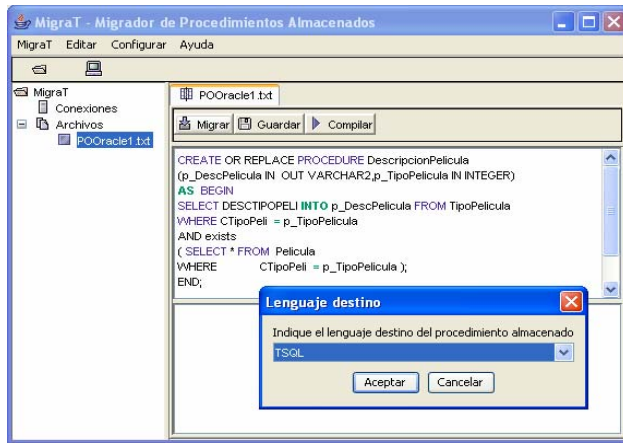 MigraT - Migrador de Procedimientos Almacenados
MigraT Editar Configurar Ayuda
MigraT
Conexiones
Archivos
POOracle1.txt
POOracle1.txt
Migrar Guardar Compilar
CREATE OR REPLACE PROCEDURE DescripcionPelicula
(p_DescPelicula IN OUT VARCHAR2,p_TipoPelicula IN INTEGER)
AS BEGIN
SELECT DESCTIPOPELI INTO p_DescPelicula FROM TipoPelicula
WHERE CTipoPeli = p_TipoPelicula
AND exists
( SELECT * FROM Pelicula
WHERE CTipoPeli = p_TipoPelicula );
END;
Lenguaje destino
Indique el lenguaje destino del procedimiento almacenado
TSQL
Aceptar Cancelar